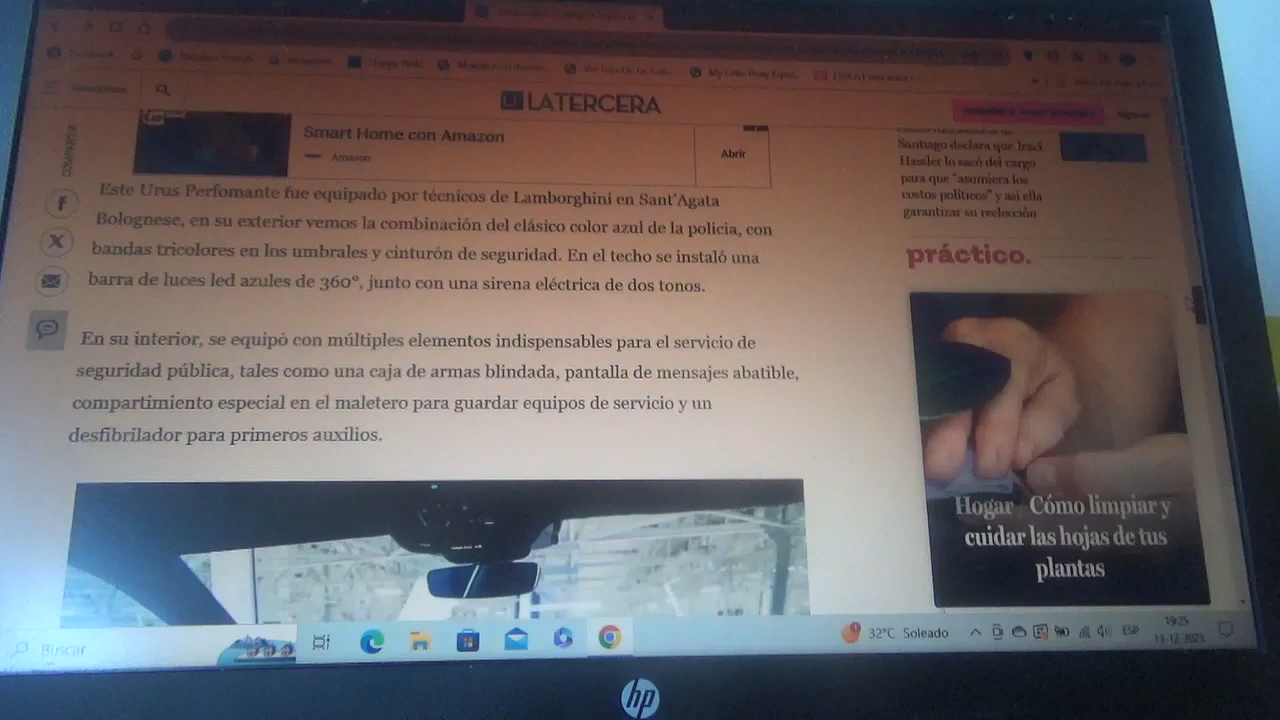 LATERCERA
Smart Home con Amazon
Amazon
Abrir
Este Urus Perfomante fue equipado por técnicos de Lamborghini en Sant'Agata
Bolognese, en su exterior vemos la combinación del clásico color azul de la policia, con
bandas tricolores en los umbrales y cinturón de seguridad. En el techo se instaló una
barra de luces led azules de 360°, junto con una sirena eléctrica de dos tonos.
En su interior, se equipó con múltiples elementos indispensables para el servicio de
seguridad pública, tales como una caja de armas blindada, pantalla de mensajes abatible,
compartimiento especial en el maletero para guardar equipos de servicio y un
desfibrilador para primeros auxilios.
Santiago declara que Irací
Hassler lo sacó del cargo
para que "asumiera los
costos políticos" y así ella
garantizar su reelección
práctico.
Hogar Cómo limpiar y
cuidar las hojas de tus
plantas
Buscar
32°C Soleado
ESP
19:25
13-12-2023
hp